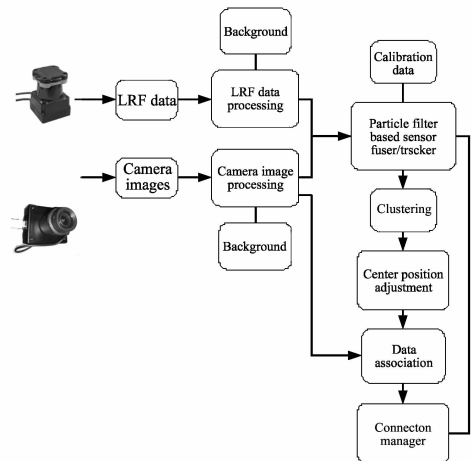 Background
LRF data
LRF data
processing
Calibration
data
Particle filter
based sensor
fuser/trscker
Camera
images
Camera image
processing
Background
Clustering
Center position
adjustment
Data
association
Connecton
manager